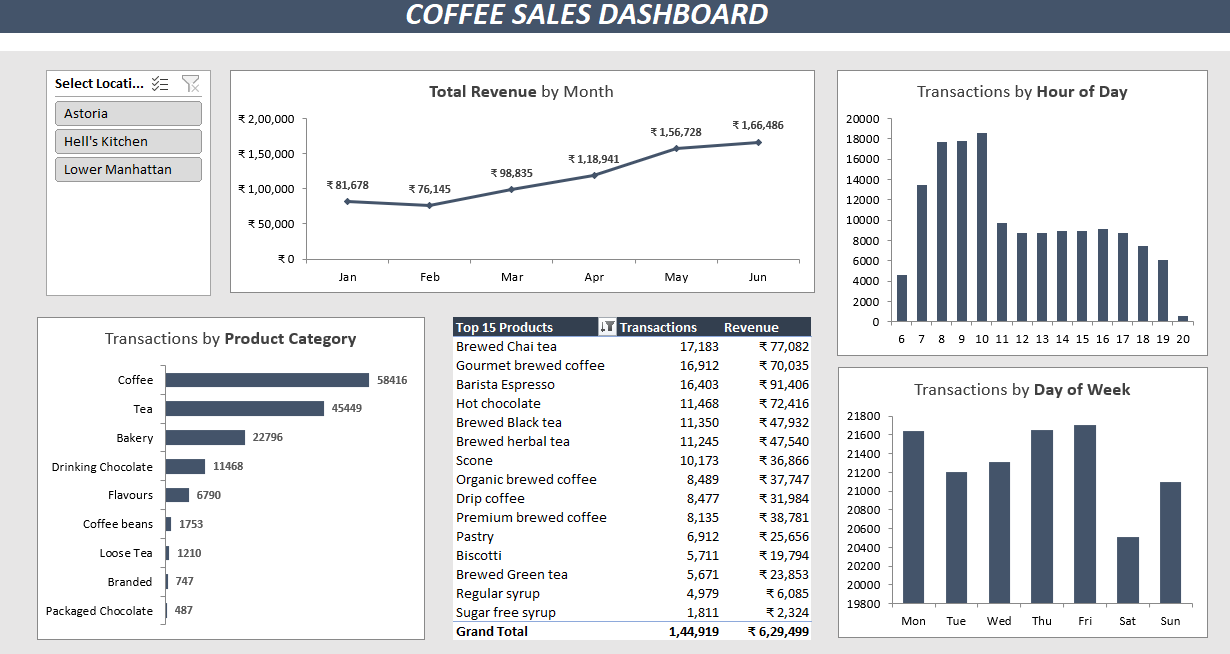 COFFEE SALES DASHBOARD
Select Locati...
Astoria
Hell's Kitchen
Lower Manhattan
Total Revenue by Month
₹ 2,00,000
₹ 1,50,000
₹ 1,00,000
₹ 50,000
₹ 0
₹ 81,678
₹ 76,145
₹ 98,835
₹ 1,18,941
₹ 1,56,728
₹ 1,66,486
Jan Feb Mar Apr May Jun
Transactions by Hour of Day
20000
18000
16000
14000
12000
10000
8000
6000
4000
2000
0
6 7 8 9 10 11 12 13 14 15 16 17 18 19 20
Transactions by Product Category
Coffee 58416
Tea 45449
Bakery 22796
Drinking Chocolate 11468
Flavours 6790
Coffee beans 1753
Loose Tea 1210
Branded 747
Packaged Chocolate 487
Top 15 Products Transactions Revenue
Brewed Chai tea 17,183 ₹ 77,082
Gourmet brewed coffee 16,912 ₹ 70,035
Barista Espresso 16,403 ₹ 91,406
Hot chocolate 11,468 ₹ 72,416
Brewed Black tea 11,350 ₹ 47,932
Brewed herbal tea 11,245 ₹ 47,540
Scone 10,173 ₹ 36,866
Organic brewed coffee 8,489 ₹ 37,747
Drip coffee 8,477 ₹ 31,984
Premium brewed coffee 8,135 ₹ 38,781
Pastry 6,912 ₹ 25,656
Biscotti 5,711 ₹ 19,794
Brewed Green tea 5,671 ₹ 23,853
Regular syrup 4,979 ₹ 6,085
Sugar free syrup 1,811 ₹ 2,324
Grand Total 1,44,919 ₹ 6,29,499
Transactions by Day of Week
21800
21600
21400
21200
21000
20800
20600
20400
20200
20000
19800
Mon Tue Wed Thu Fri Sat Sun